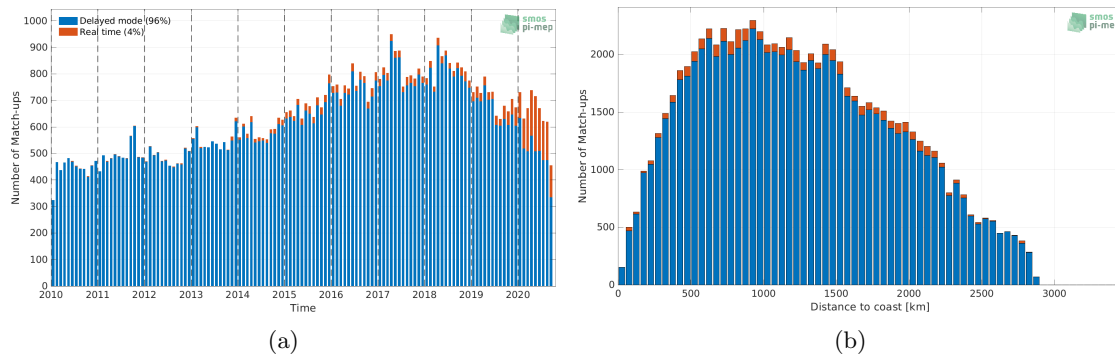 Delayed mode (96%)
Real time (4%)
smos
pi-mep
Number of Match-ups
1000
900
800
700
600
500
400
300
200
100
0
2010 2011 2012 2013 2014 2015 2016 2017 2018 2019 2020
Time
(a)
smos
pi-mep
Number of Match-ups
2000
1500
1000
500
0
0 500 1000 1500 2000 2500 3000
Distance to coast [km]
(b)